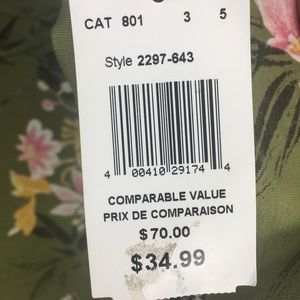 CAT 801 3 5
Style 2297-643
4 00410 29174 4
COMPARABLE VALUE
PRIX DE COMPARAISON
$70.00
$34.99